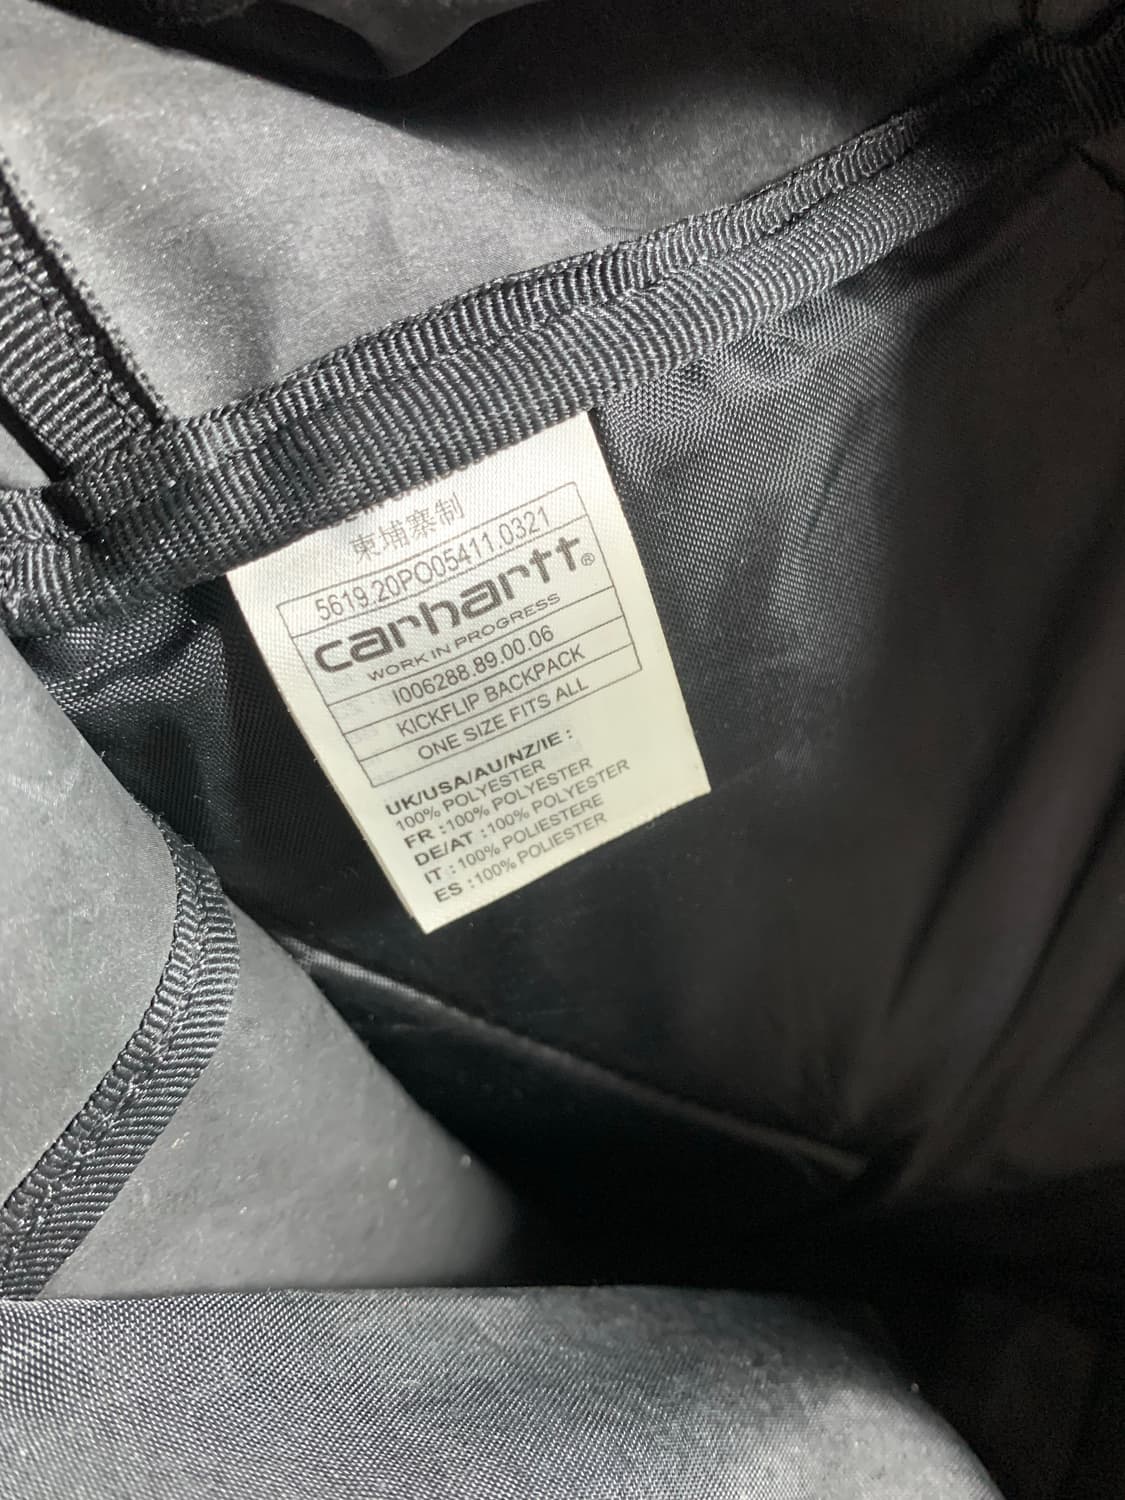 柬埔寨制
5619.20PO05411.0321
carhartt®
WORK IN PROGRESS
I006288.89.00.06
KICKFLIP BACKPACK
ONE SIZE FITS ALL
UK/USA/AU/NZ/IE :
100% POLYESTER
FR :100% POLYESTER
DE/AT :100% POLYESTER
IT :100% POLIESTERE
ES :100% POLIESTER